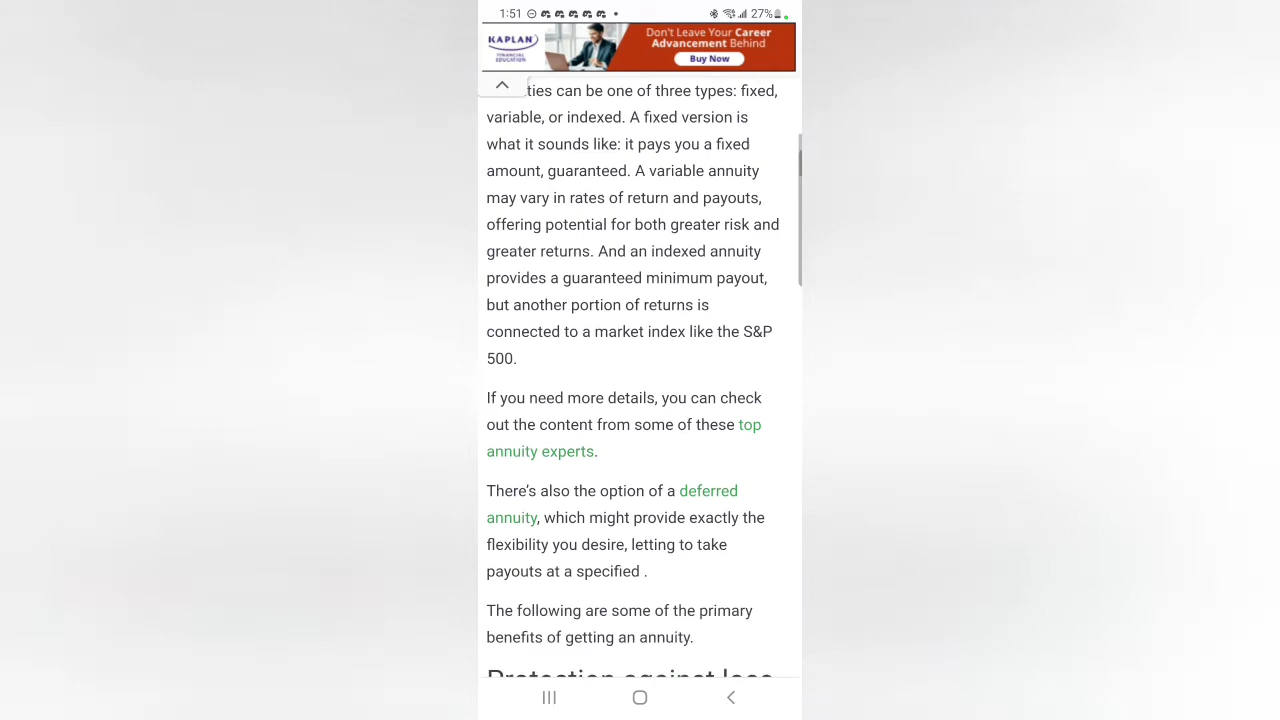 1:51
27%
KAPLAN
FINANCIAL
EDUCATION
Don't Leave Your Career
Advancement Behind
Buy Now
ties can be one of three types: fixed,
variable, or indexed. A fixed version is
what it sounds like: it pays you a fixed
amount, guaranteed. A variable annuity
may vary in rates of return and payouts,
offering potential for both greater risk and
greater returns. And an indexed annuity
provides a guaranteed minimum payout,
but another portion of returns is
connected to a market index like the S&P
500.
If you need more details, you can check
out the content from some of these top
annuity experts.
There’s also the option of a deferred
annuity, which might provide exactly the
flexibility you desire, letting to take
payouts at a specified .
The following are some of the primary
benefits of getting an annuity.
Protection against loss